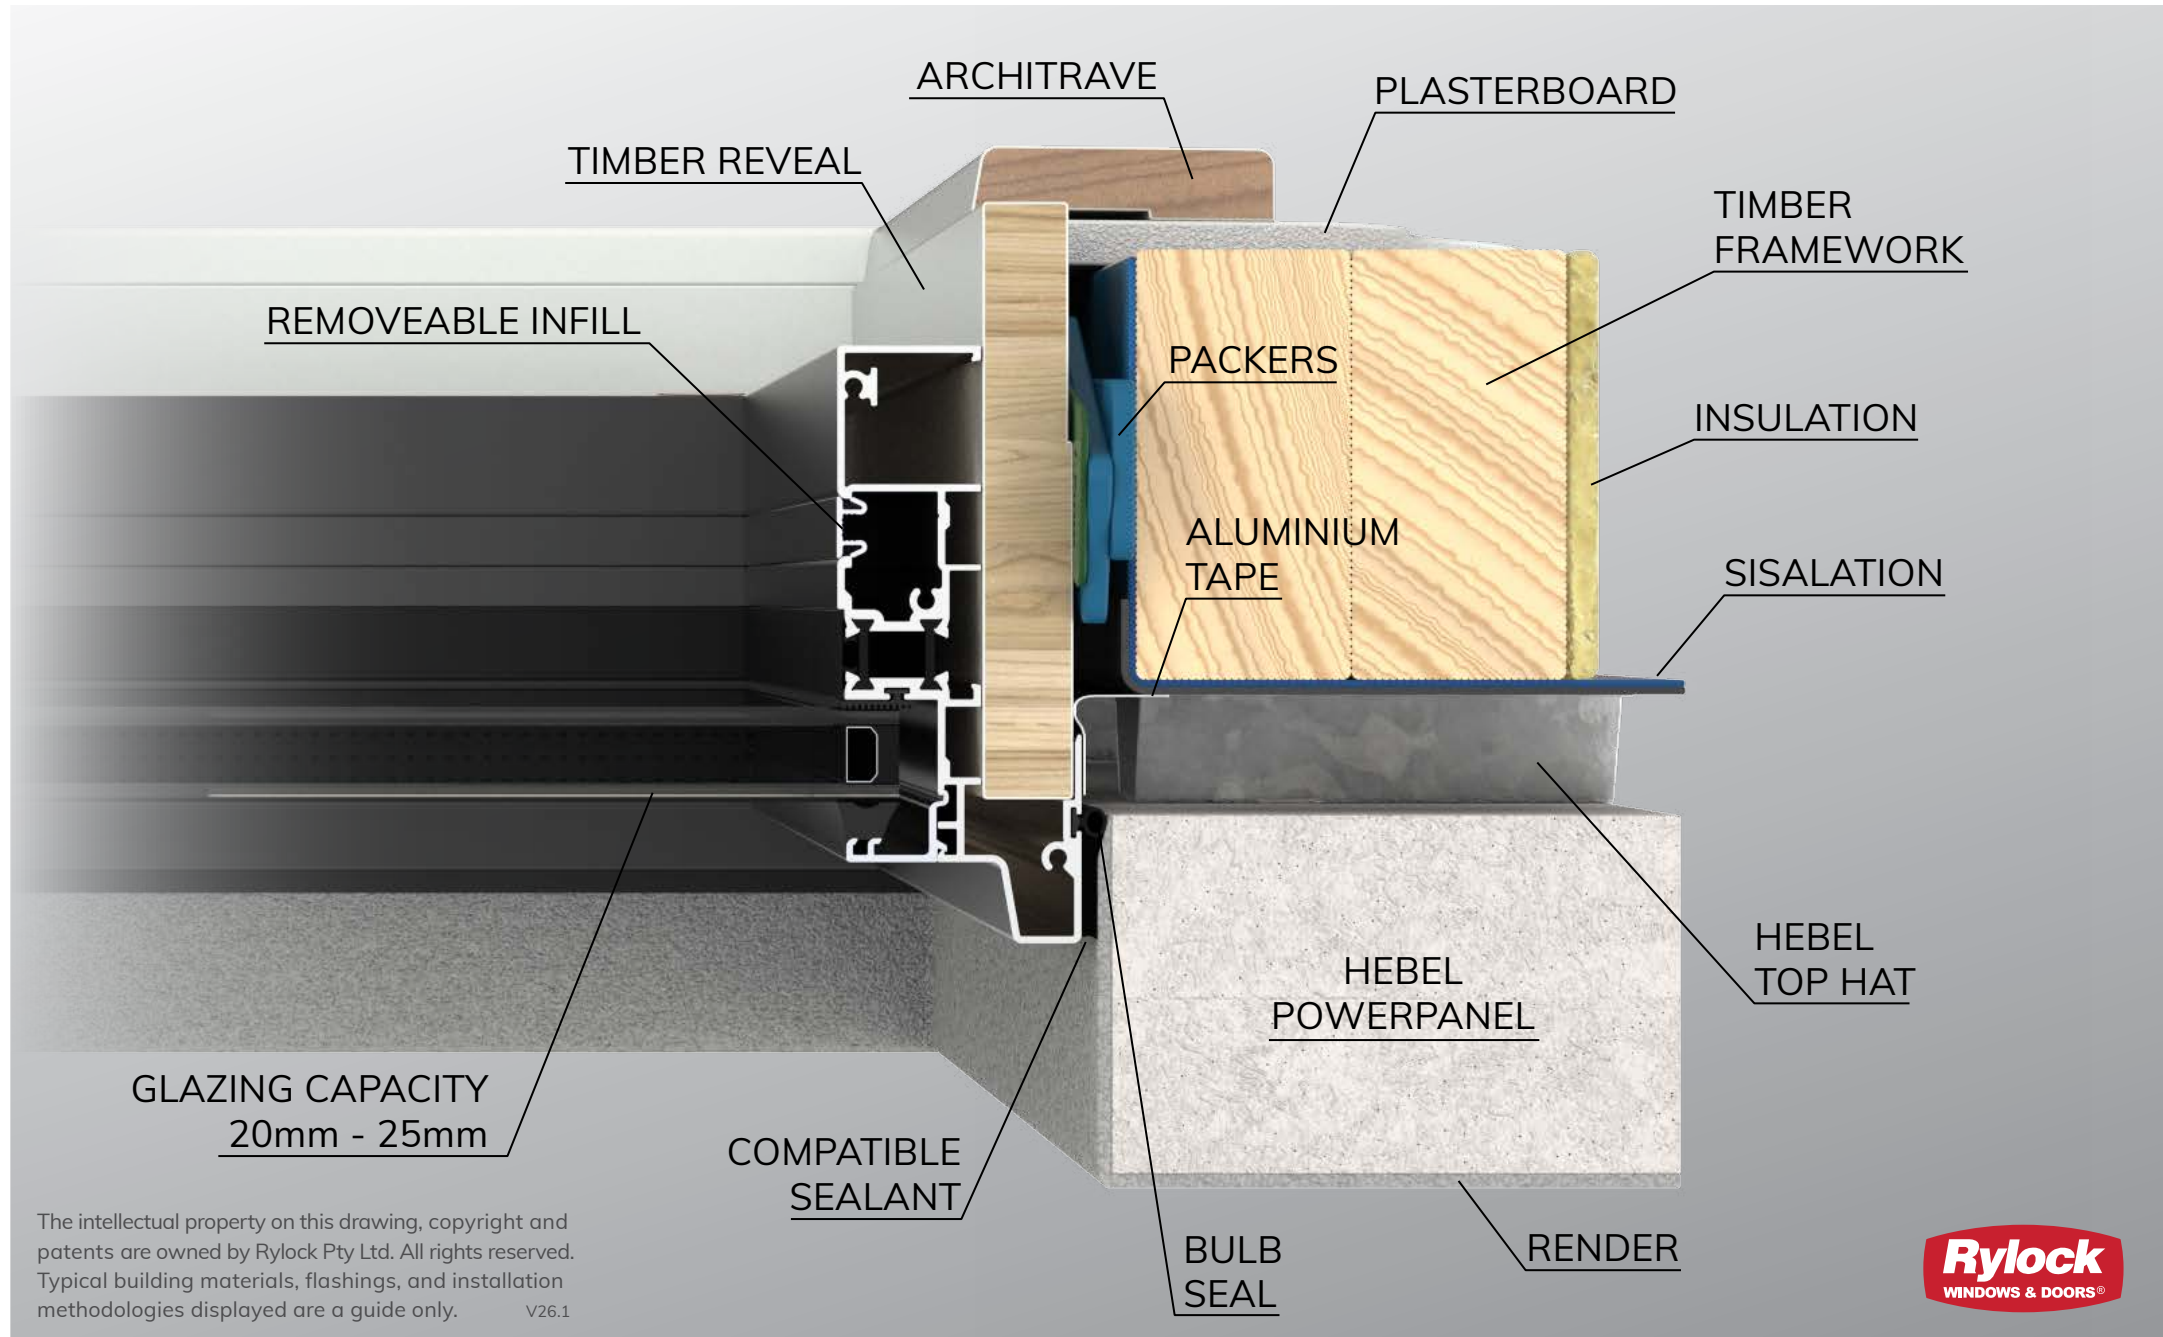 ARCHITRAVE
PLASTERBOARD
TIMBER REVEAL
TIMBER
FRAMEWORK
REMOVEABLE INFILL
PACKERS
INSULATION
ALUMINIUM
TAPE
SISALATION
HEBEL
TOP HAT
HEBEL
POWERPANEL
GLAZING CAPACITY
20mm - 25mm
COMPATIBLE
SEALANT
BULB
SEAL
RENDER
The intellectual property on this drawing, copyright and
patents are owned by Rylock Pty Ltd. All rights reserved.
Typical building materials, flashings, and installation
methodologies displayed are a guide only. V26.1
Rylock
WINDOWS & DOORS®